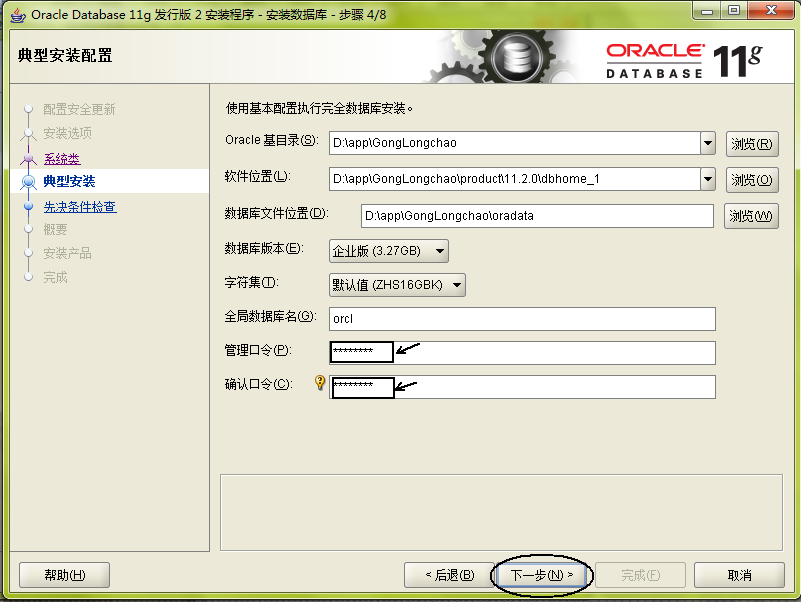 Oracle Database 11g 发行版 2 安装程序 - 安装数据库 - 步骤 4/8
典型安装配置
ORACLE 11g
DATABASE
配置安全更新
安装选项
系统类
典型安装
先决条件检查
概要
安装产品
完成
使用基本配置执行完全数据库安装。
Oracle 基目录(S): D:\app\GongLongchao 浏览(R)
软件位置(L): D:\app\GongLongchao\product\11.2.0\dbhome_1 浏览(O)
数据库文件位置(D): D:\app\GongLongchao\oradata 浏览(W)
数据库版本(E): 企业版 (3.27GB)
字符集(T): 默认值 (ZHS16GBK)
全局数据库名(G): orcl
管理口令(P): ********
确认口令(C): ********
帮助(H) < 后退(B) 下一步(N) > 完成(F) 取消